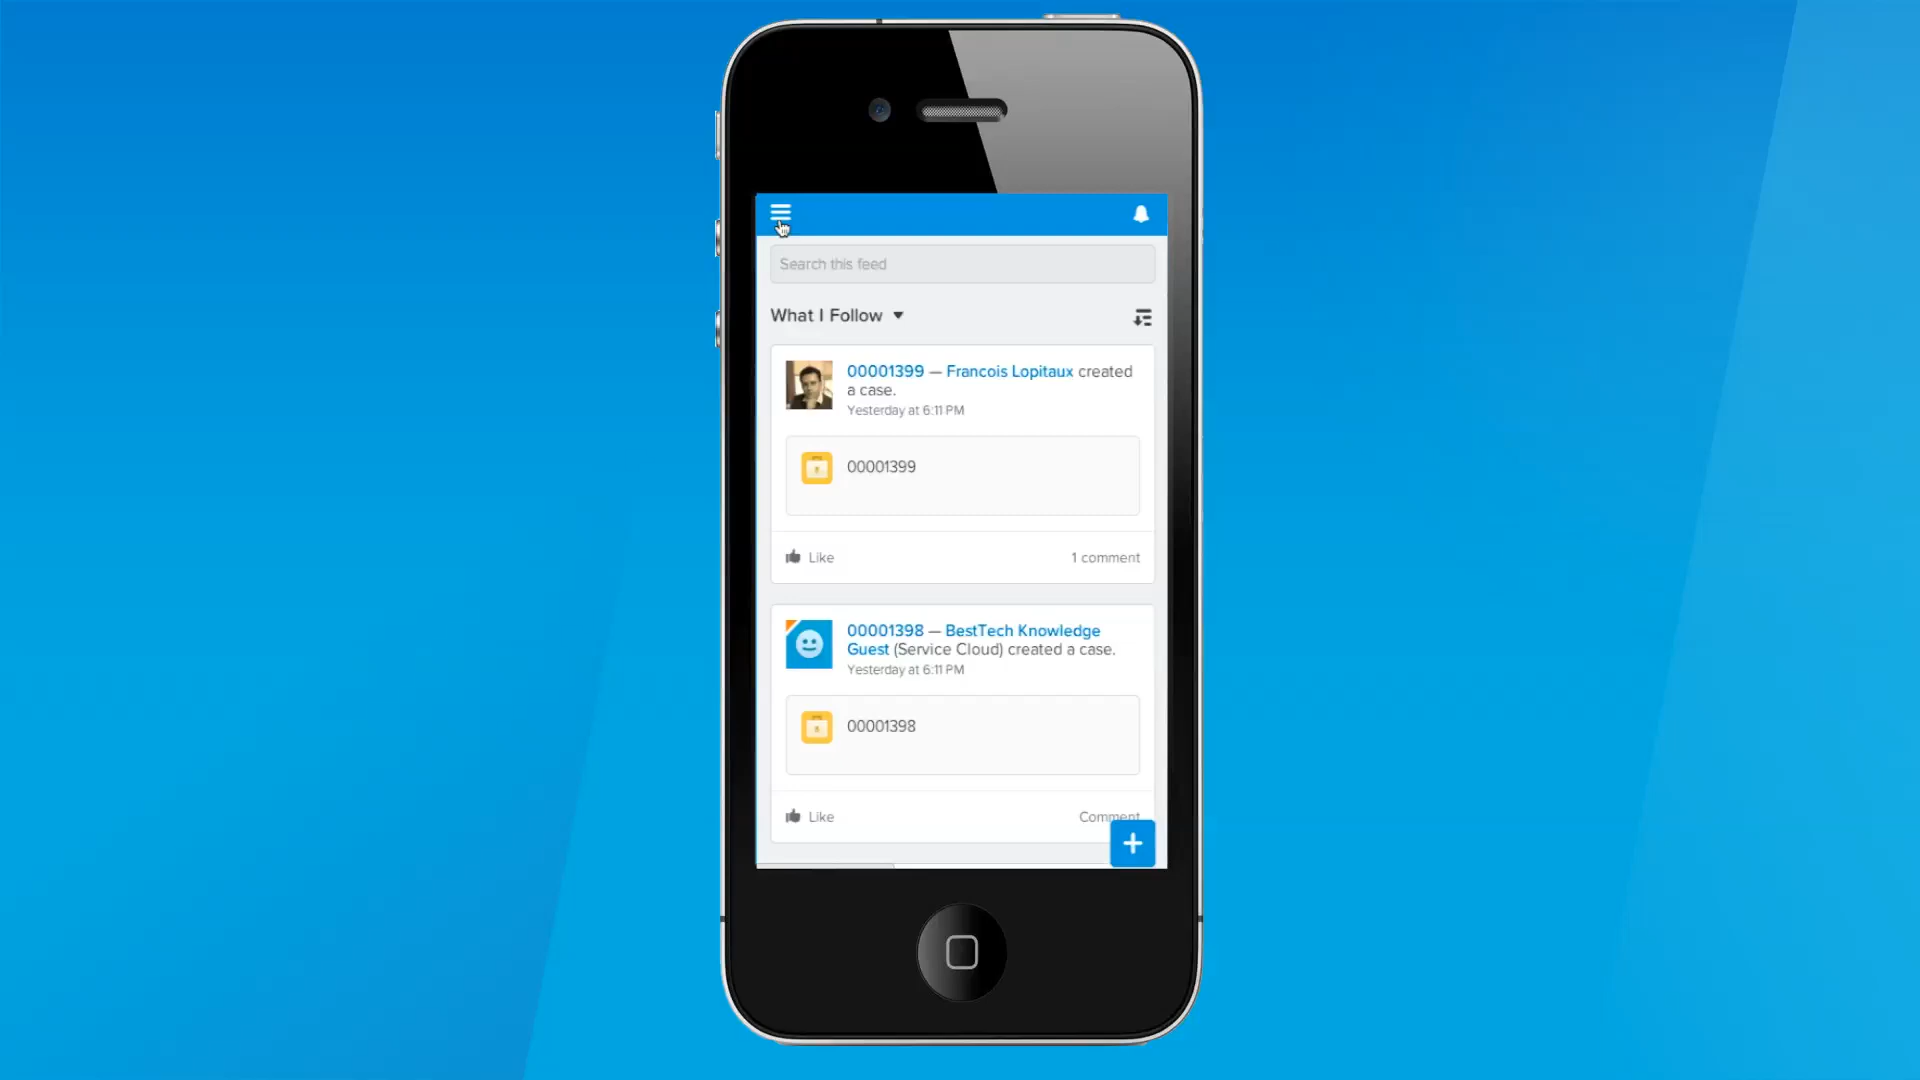 Search this feed
What I Follow
00001399 — Francois Lopitaux created
a case.
Yesterday at 6:11 PM
00001399
Like
1 comment
00001398 — BestTech Knowledge
Guest (Service Cloud) created a case.
Yesterday at 6:11 PM
00001398
Like
Comment